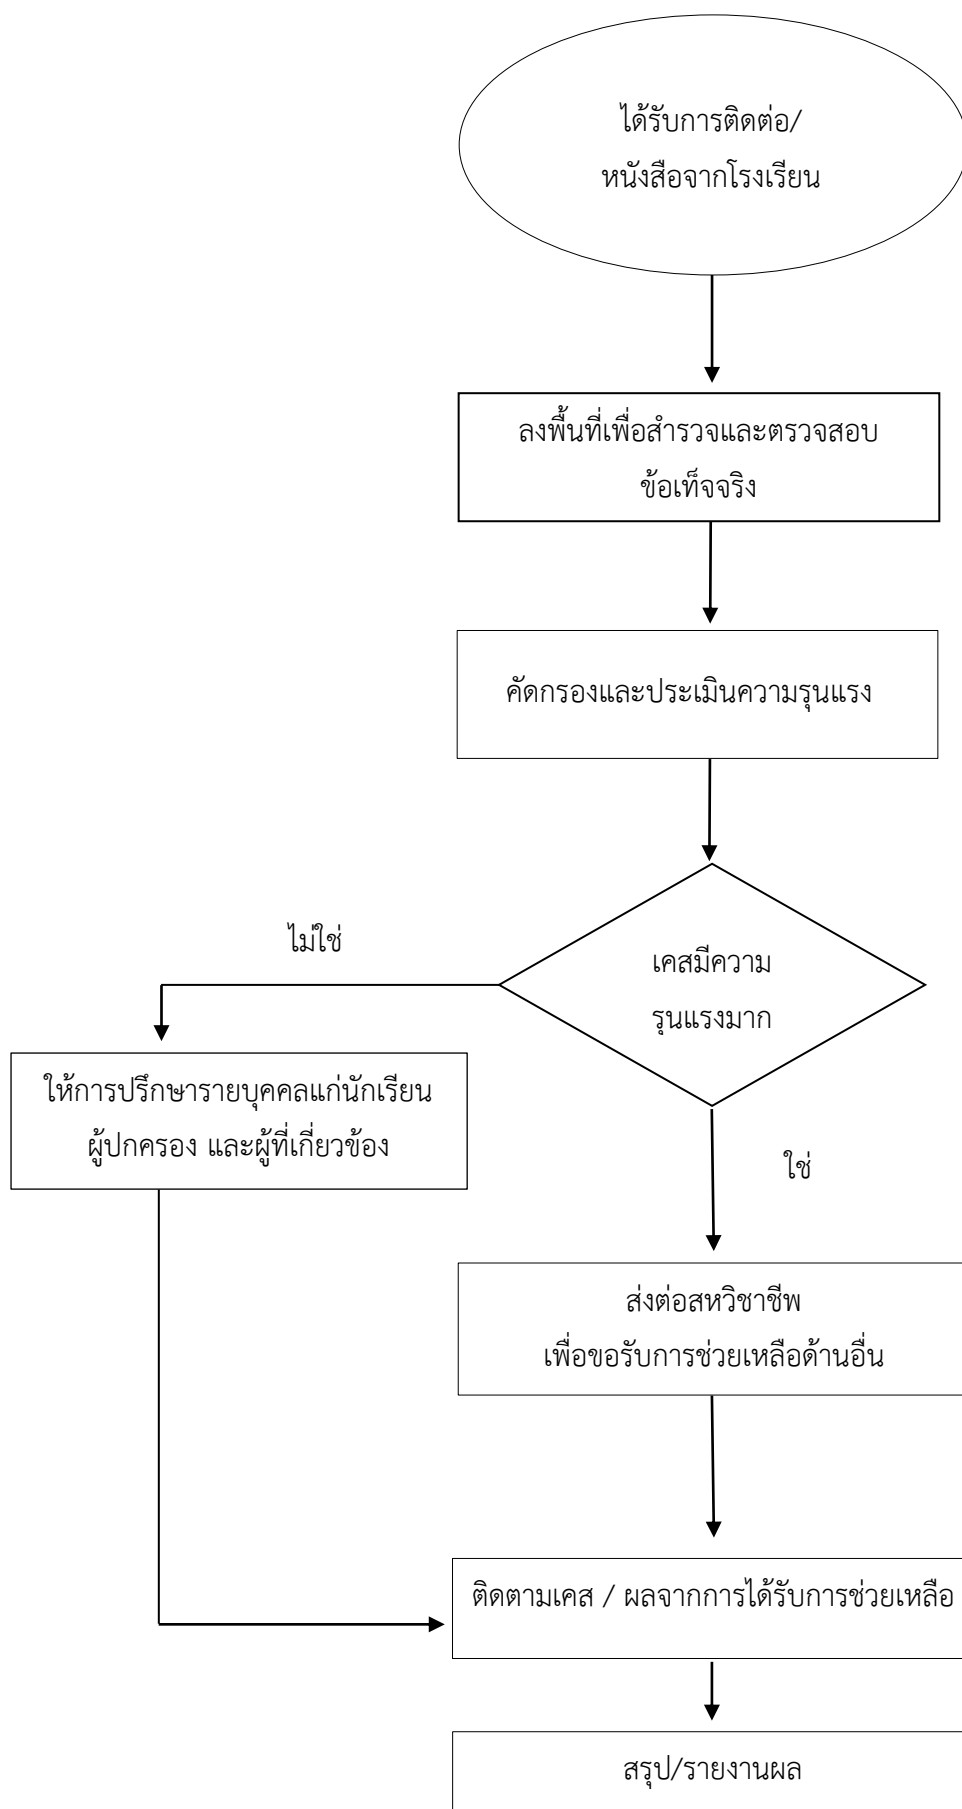 ได้รับการติดต่อ/
หนังสือจากโรงเรียน
ลงพื้นที่เพื่อสำรวจและตรวจสอบ
ข้อเท็จจริง
คัดกรองและประเมินความรุนแรง
ไม่ใช่
เคสมีความ
รุนแรงมาก
ให้การปรึกษารายบุคคลแก่นักเรียน
ผู้ปกครอง และผู้ที่เกี่ยวข้อง
ใช่
ส่งต่อสหวิชาชีพ
เพื่อขอรับการช่วยเหลือด้านอื่น
ติดตามเคส / ผลจากการได้รับการช่วยเหลือ
สรุป/รายงานผล